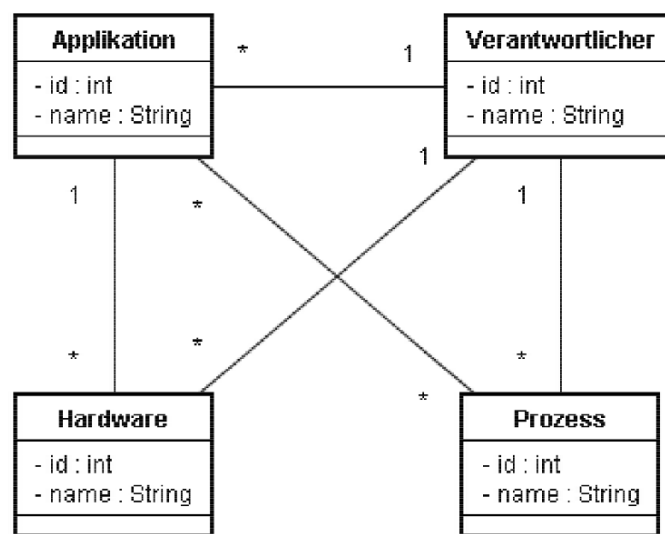 Applikation
- id : int
- name : String
Verantwortlicher
- id : int
- name : String
* 1
1
*
1
1
*
*
*
*
Hardware
- id : int
- name : String
Prozess
- id : int
- name : String